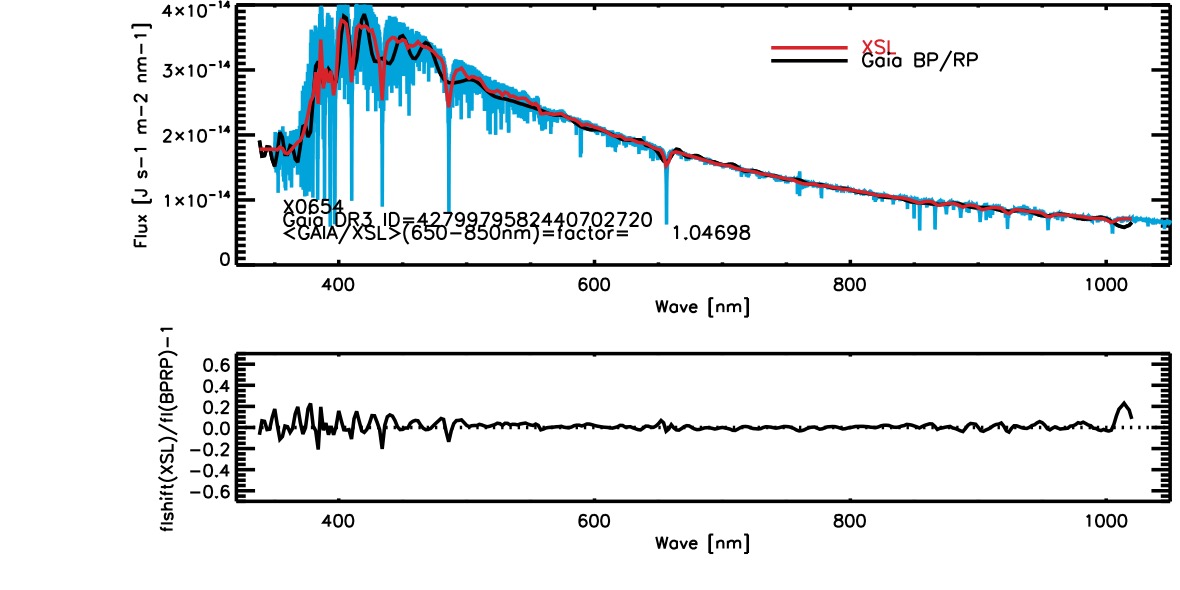 4×10−14
3×10−14
2×10−14
1×10−14
0
Flux [J s−1 m−2 nm−1]
XSL
Gaia BP/RP
X0654
Gaia DR3 ID=4279979582440702720
<GAIA/XSL>(650−850nm)=factor= 1.04698
400 600 800 1000
Wave [nm]
flshift(XSL)/fl(BPRP)−1
0.6
0.4
0.2
0.0
−0.2
−0.4
−0.6
400 600 800 1000
Wave [nm]